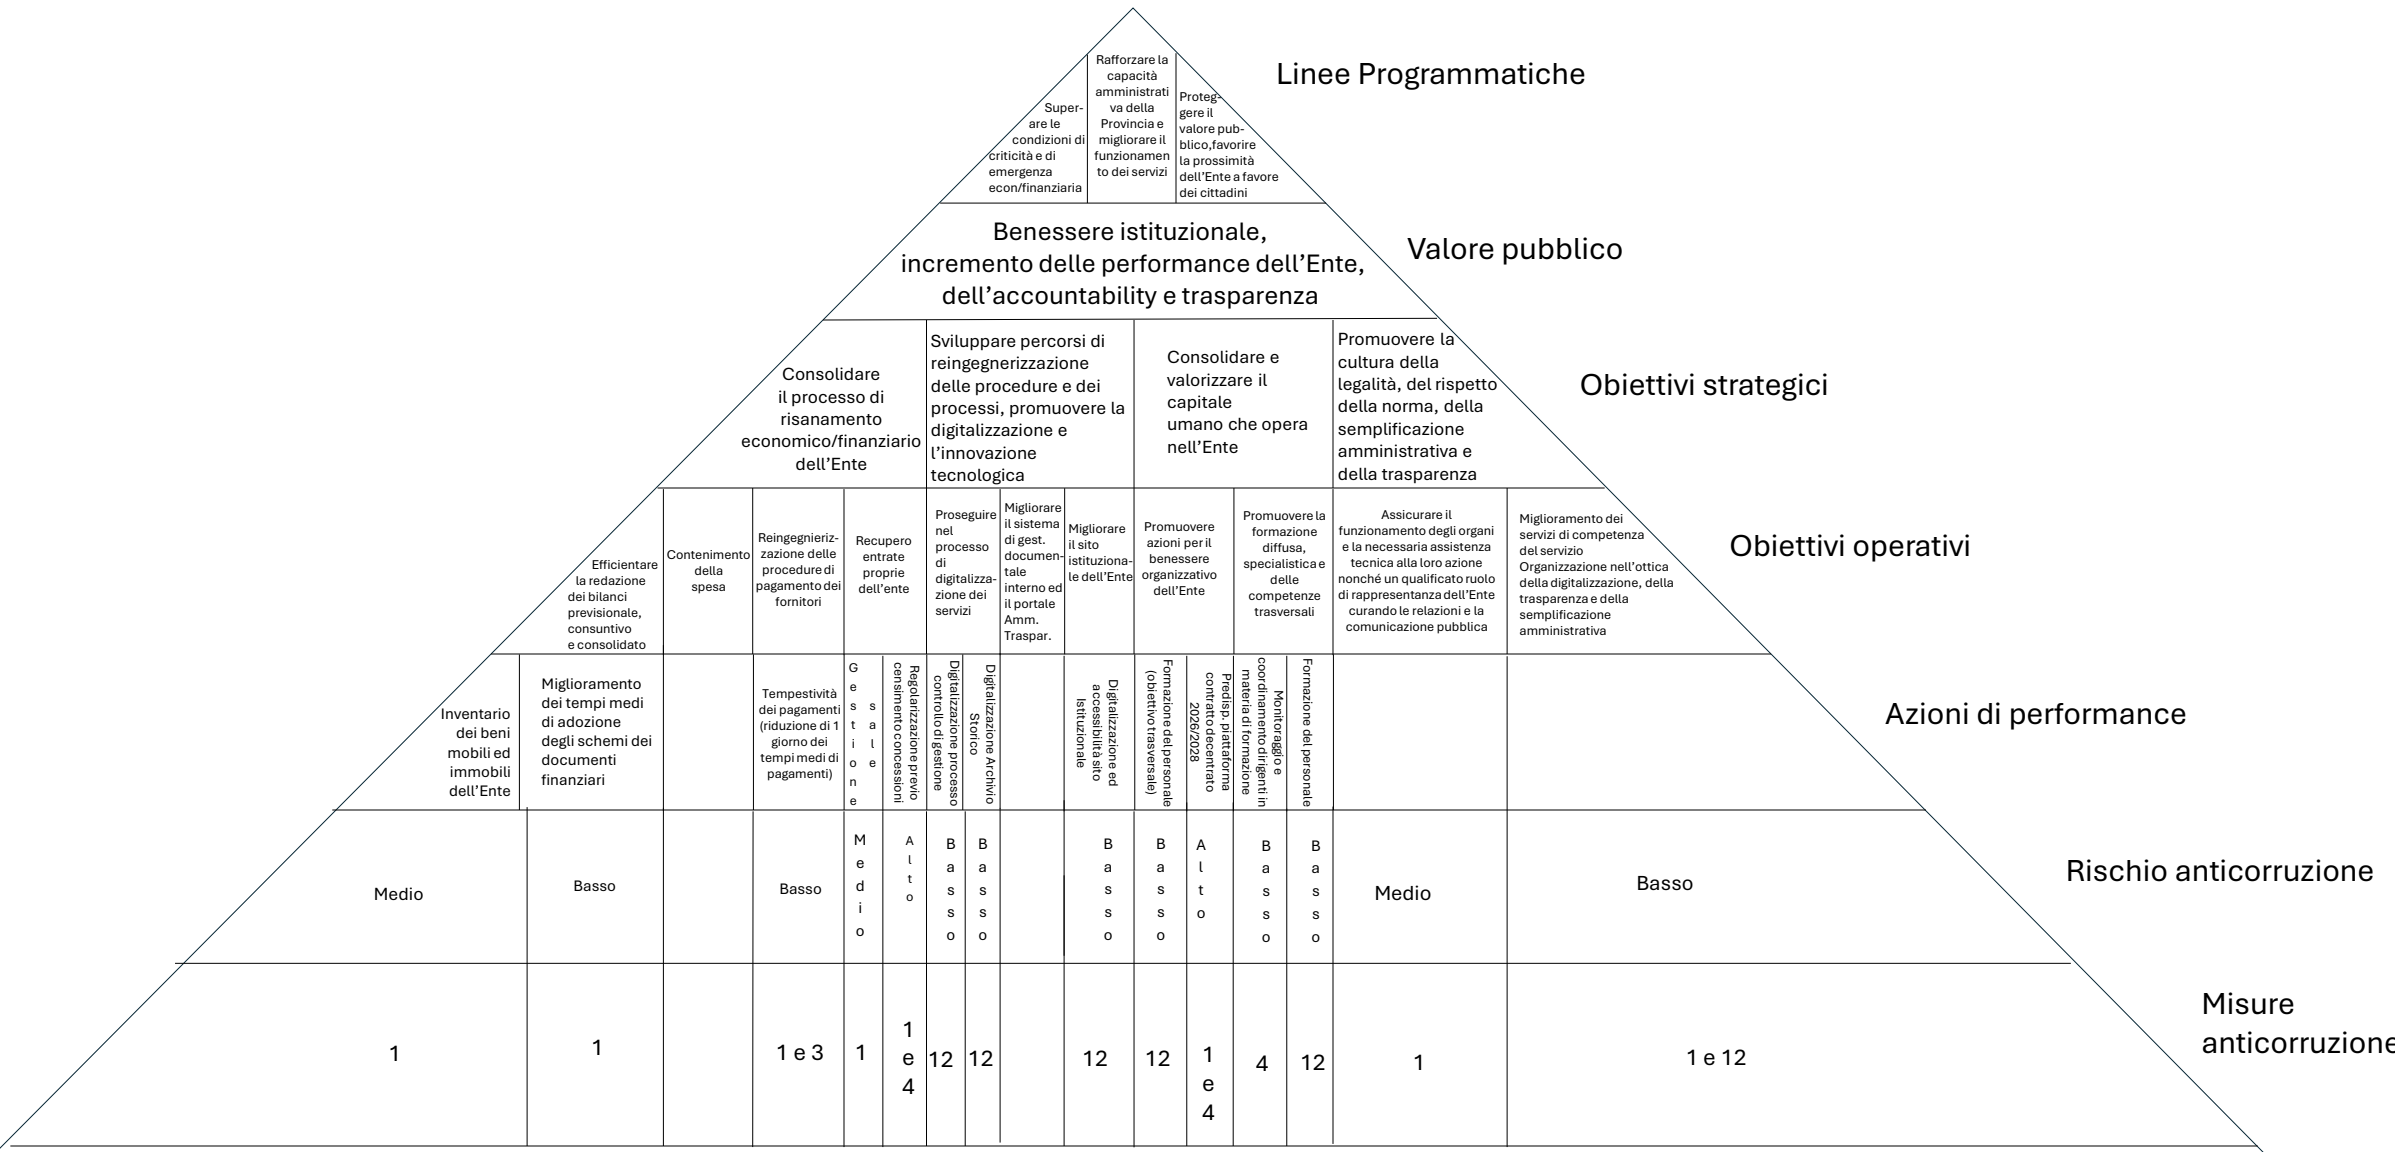 Linee Programmatiche
Super-
are le
condizioni di
criticità e di
emergenza
econ/finanziaria
Rafforzare la
capacità
amministrati
va della
Provincia e
migliorare il
funzionamen
to dei servizi
Proteg-
gere il
valore pub-
blico,favorire
la prossimità
dell'Ente a favore
dei cittadini
Valore pubblico
Benessere istituzionale,
incremento delle performance dell'Ente,
dell'accountability e trasparenza
Obiettivi strategici
Consolidare
il processo di
risanamento
economico/finanziario
dell'Ente
Sviluppare percorsi di
reingegnerizzazione
delle procedure e dei
processi, promuovere la
digitalizzazione e
l'innovazione
tecnologica
Consolidare e
valorizzare il
capitale
umano che opera
nell'Ente
Promuovere la
cultura della
legalità, del rispetto
della norma, della
semplificazione
amministrativa e
della trasparenza
Obiettivi operativi
Efficientare
la redazione
dei bilanci
previsionale,
consuntivo
e consolidato
Contenimento
della
spesa
Reingegnieriz-
zazione delle
procedure di
pagamento dei
fornitori
Recupero
entrate
proprie
dell'ente
Proseguire
nel
processo
di
digitalizza-
zione dei
servizi
Migliorare
il sistema
di gest.
documen-
tale
interno ed
il portale
Amm.
Traspar.
Migliorare
il sito
istituziona-
le dell'Ente
Promuovere
azioni per il
benessere
organizzativo
dell'Ente
Promuovere la
formazione
diffusa,
specialistica e
delle
competenze
trasversali
Assicurare il
funzionamento degli organi
e la necessaria assistenza
tecnica alla loro azione
nonché un qualificato ruolo
di rappresentanza dell'Ente
curando le relazioni e la
comunicazione pubblica
Miglioramento dei
servizi di competenza
del servizio
Organizzazione nell'ottica
della digitalizzazione, della
trasparenza e della
semplificazione
amministrativa
Azioni di performance
Inventario
dei beni
mobili ed
immobili
dell'Ente
Miglioramento
dei tempi medi
di adozione
degli schemi dei
documenti
finanziari
Tempestività
dei pagamenti
(riduzione di 1
giorno dei
tempi medi di
pagamenti)
Gestione
sale
Regolarizzazione previo
censimento concessioni
Digitalizzazione processo
controllo di gestione
Digitalizzazione Archivio
Storico
Digitalizzazione ed
accessibilità sito
Istituzionale
Formazione del personale
(obiettivo trasversale)
Predisp. piattaforma
contratto decentrato
2026/2028
Monitoraggio e
coordinamento dirigenti in
materia di formazione
Formazione del personale
Rischio anticorruzione
Medio
Basso
Basso
Medio
Alto
Basso
Basso
Basso
Basso
Alto
Basso
Basso
Medio
Basso
Misure
anticorruzione
1
1
1 e 3
1
1
e
4
12
12
12
12
1
e
4
4
12
1
1 e 12